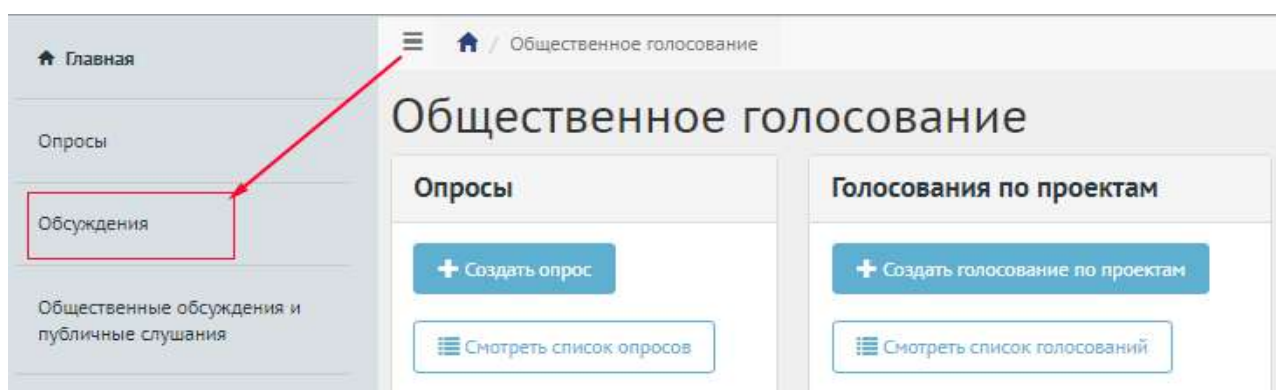 Главная
Опросы
Обсуждения
Общественные обсуждения и
публичные слушания
/ Общественное голосование
Общественное голосование
Опросы
Создать опрос
Смотреть список опросов
Голосования по проектам
Создать голосование по проектам
Смотреть список голосований